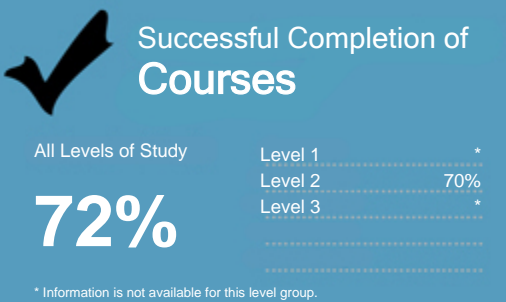 Successful Completion of
Courses
All Levels of Study
72%
Level 1 *
Level 2 70%
Level 3 *
* Information is not available for this level group.